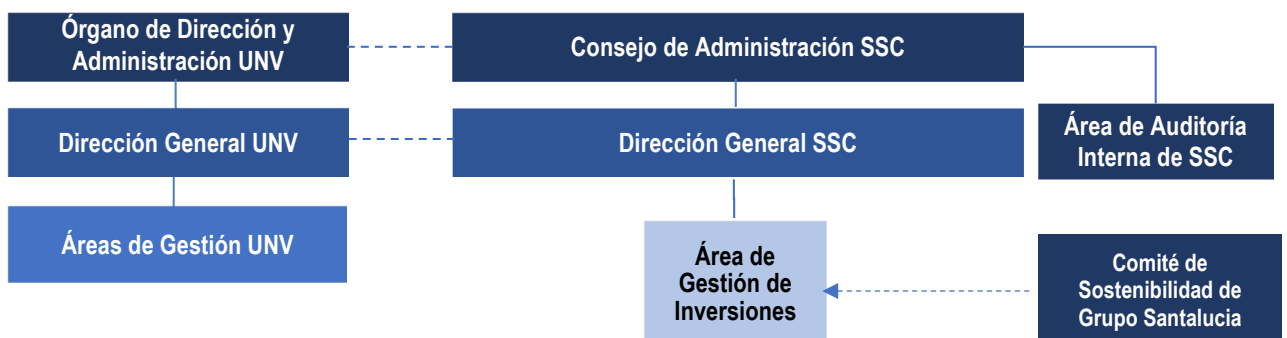 Órgano de Dirección y
Administración UNV
Consejo de Administración SSC
Dirección General UNV
Dirección General SSC
Área de Auditoría
Interna de SSC
Áreas de Gestión UNV
Área de
Gestión de
Inversiones
Comité de
Sostenibilidad de
Grupo Santalucia